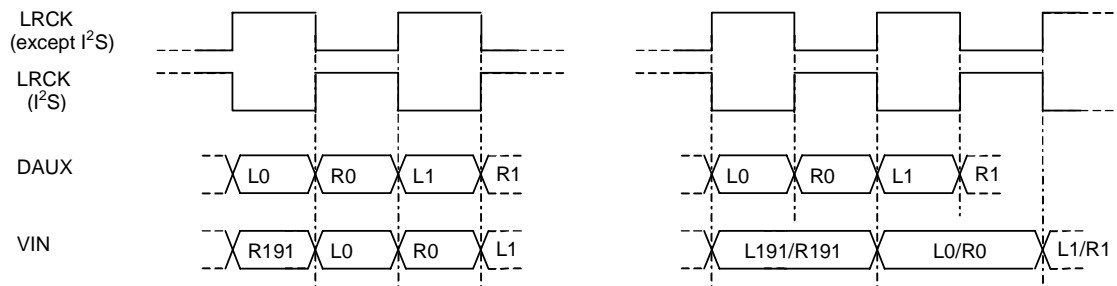 LRCK
(except I²S)
LRCK
(I²S)
DAUX L0 R0 L1 R1 L0 R0 L1 R1
VIN R191 L0 R0 L1 L191/R191 L0/R0 L1/R1